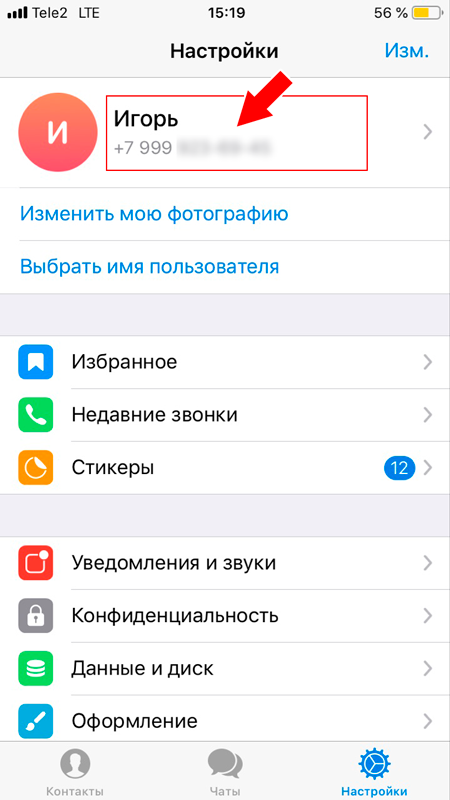 Tele2 LTE 15:19 56 %
Настройки Изм.
И
Игорь
+7 999
Изменить мою фотографию
Выбрать имя пользователя
Избранное
Недавние звонки
Стикеры 12
Уведомления и звуки
Конфиденциальность
Данные и диск
Оформление
Контакты Чаты Настройки